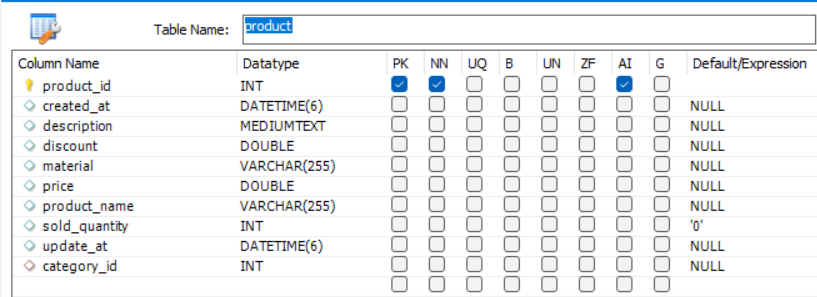 Table Name: product
Column Name Datatype PK NN UQ B UN ZF AI G Default/Expression
product_id INT
created_at DATETIME(6) NULL
description MEDIUMTEXT NULL
discount DOUBLE NULL
material VARCHAR(255) NULL
price DOUBLE NULL
product_name VARCHAR(255) NULL
sold_quantity INT '0'
update_at DATETIME(6) NULL
category_id INT NULL